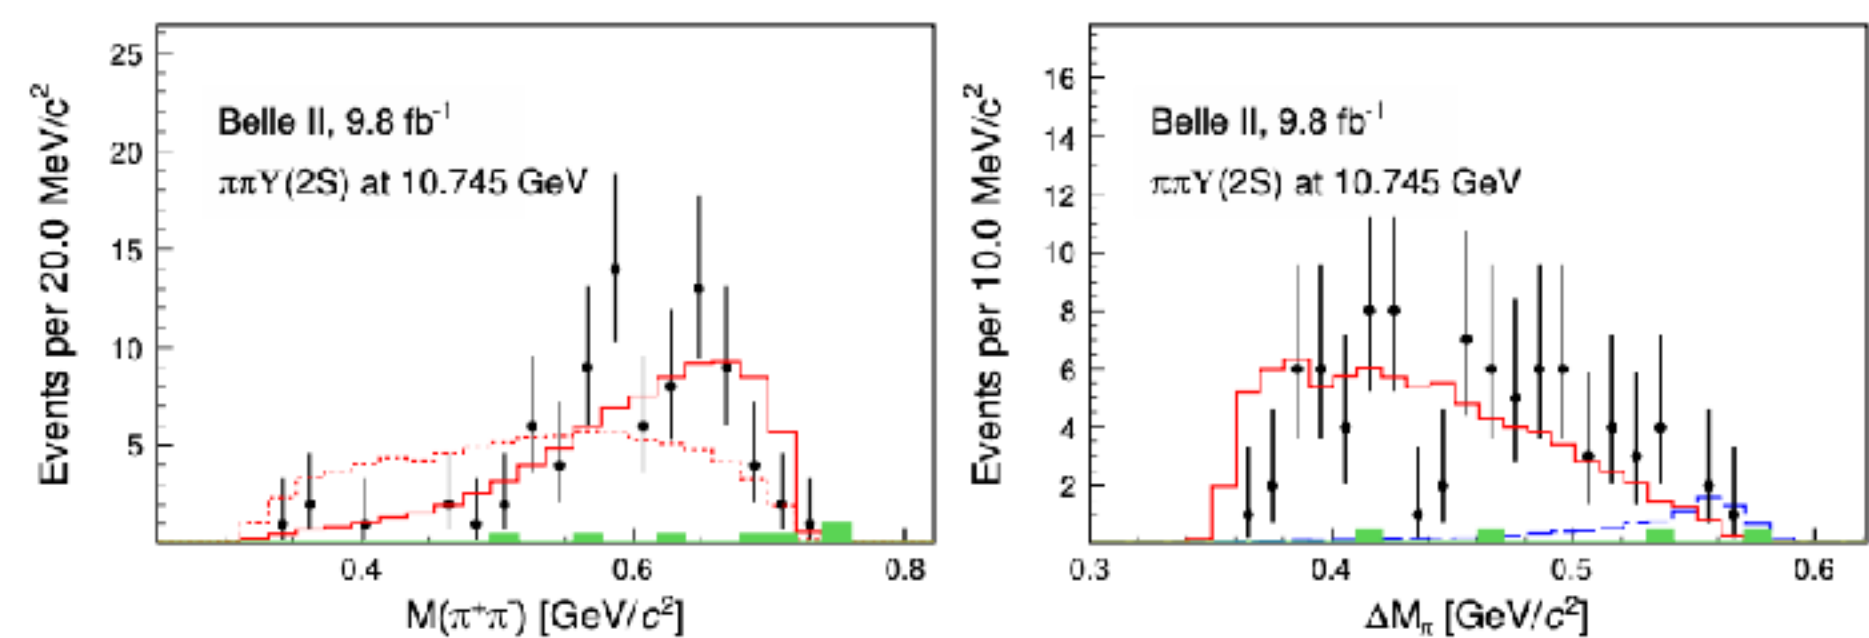 25
20
15
10
5
Events per 20.0 MeV/c²
Belle II, 9.8 fb⁻¹
ππΥ(2S) at 10.745 GeV
0.4 0.6 0.8
M(π⁺π⁻) [GeV/c²]
16
14
12
10
8
6
4
2
Events per 10.0 MeV/c²
Belle II, 9.8 fb⁻¹
ππΥ(2S) at 10.745 GeV
0.3 0.4 0.5 0.6
ΔM_π [GeV/c²]